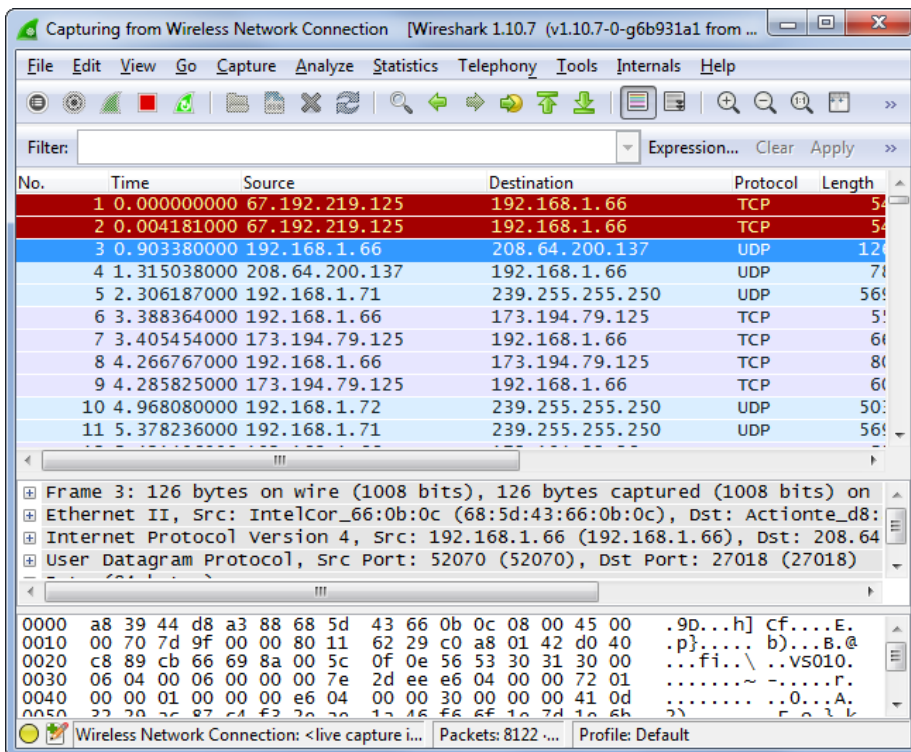 Capturing from Wireless Network Connection [Wireshark 1.10.7 (v1.10.7-0-g6b931a1 from ...
File Edit View Go Capture Analyze Statistics Telephony Tools Internals Help
Filter: Expression... Clear Apply »
No. Time Source Destination Protocol Length
1 0.000000000 67.192.219.125 192.168.1.66 TCP 54
2 0.004181000 67.192.219.125 192.168.1.66 TCP 54
3 0.903380000 192.168.1.66 208.64.200.137 UDP 126
4 1.315038000 208.64.200.137 192.168.1.66 UDP 78
5 2.306187000 192.168.1.71 239.255.255.250 UDP 569
6 3.388364000 192.168.1.66 173.194.79.125 TCP
7 3.405454000 173.194.79.125 192.168.1.66 TCP 66
8 4.266767000 192.168.1.66 173.194.79.125 TCP 80
9 4.285825000 173.194.79.125 192.168.1.66 TCP 60
10 4.968080000 192.168.1.72 239.255.255.250 UDP 503
11 5.378236000 192.168.1.71 239.255.255.250 UDP 569
Frame 3: 126 bytes on wire (1008 bits), 126 bytes captured (1008 bits) on
Ethernet II, Src: IntelCor_66:0b:0c (68:5d:43:66:0b:0c), Dst: Actionte_d8:
Internet Protocol Version 4, Src: 192.168.1.66 (192.168.1.66), Dst: 208.64
User Datagram Protocol, Src Port: 52070 (52070), Dst Port: 27018 (27018)
0000 a8 39 44 d8 a3 88 68 5d 43 66 0b 0c 08 00 45 00 .9D...h] Cf....E.
0010 00 70 7d 9f 00 00 80 11 62 29 c0 a8 01 42 d0 40 .p}..... b)...B.@
0020 c8 89 cb 66 69 8a 00 5c 0f 0e 56 53 30 31 30 00 ...fi..\ ..VS010.
0030 06 04 00 06 00 00 00 7e 2d ee e6 04 00 00 72 01 .......~ -.....r.
0040 00 00 01 00 00 00 e6 04 00 00 30 00 00 00 41 0d ........ ..0...A.
Wireless Network Connection: <live capture i... Packets: 8122 ·... Profile: Default